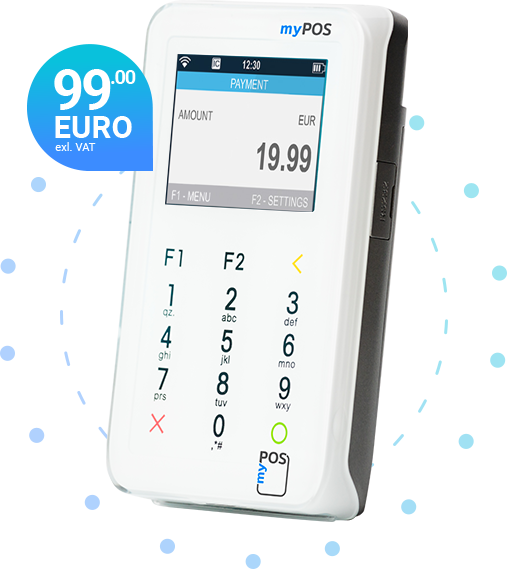 myPOS
99.00
EURO
exl. VAT
12:30
PAYMENT
AMOUNT EUR
19.99
F1 - MENU F2 - SETTINGS
F1 F2
1 2 3
qz. abc def
4 5 6
ghi jkl mno
7 8 9
prs tuv wxy
0
,*#
myPOS